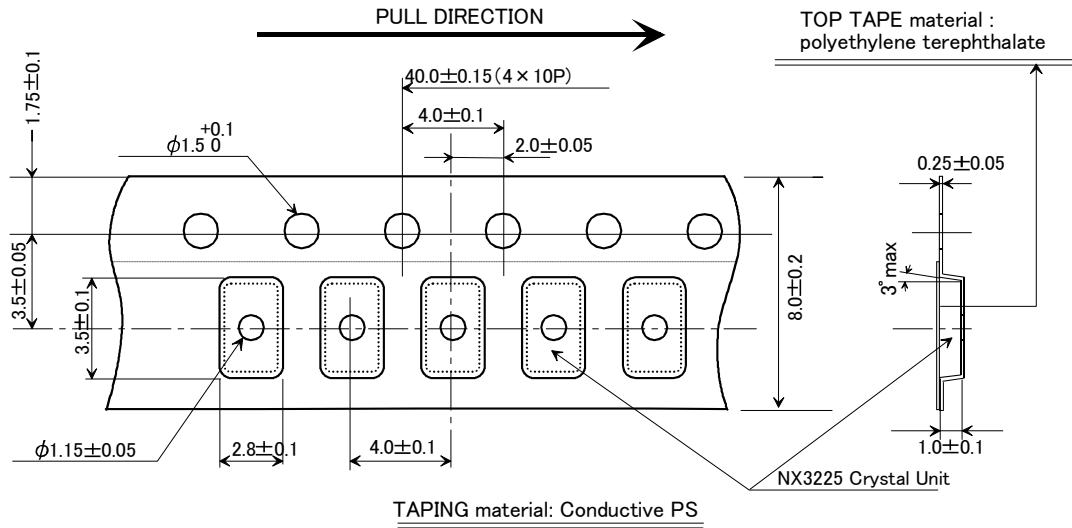 PULL DIRECTION
TOP TAPE material :
polyethylene terephthalate
1.75±0.1
40.0±0.15(4×10P)
4.0±0.1
+0.1
φ1.5 0
2.0±0.05
0.25±0.05
3.5±0.05
3.5±0.1
8.0±0.2
3° max
φ1.15±0.05
2.8±0.1
4.0±0.1
1.0±0.1
NX3225 Crystal Unit
TAPING material: Conductive PS